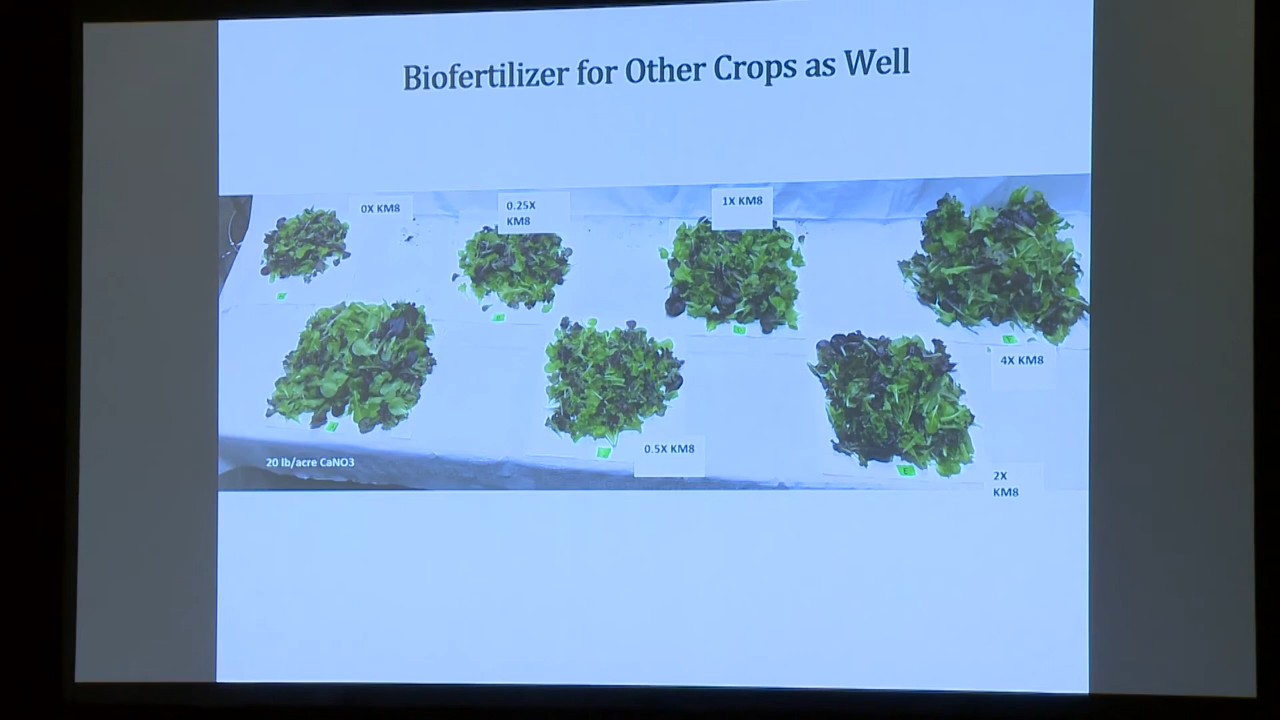 Biofertilizer for Other Crops as Well
0X KM8
0.25X
KM8
1X KM8
4X KM8
0.5X KM8
20 lb/acre CaNO3
2X
KM8